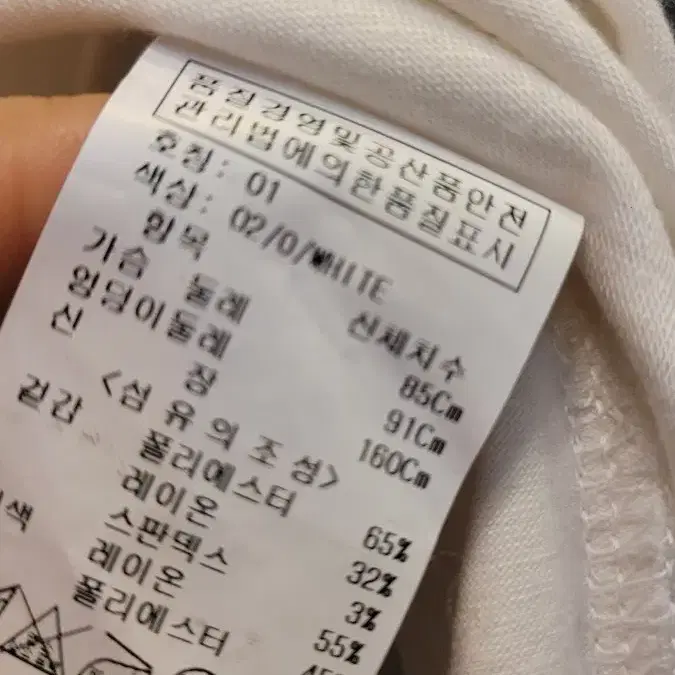 품질경영및공산품안전
관리법에의한품질표시
호칭: 01
색상: 02/0/WHITE
항목 신체치수
가슴 둘레 85Cm
엉덩이둘레 91Cm
신 장 160Cm
<섬 유 의 조 성>
겉감 폴리에스터 65%
레이온 32%
스판덱스 3%
레이온 55%
폴리에스터